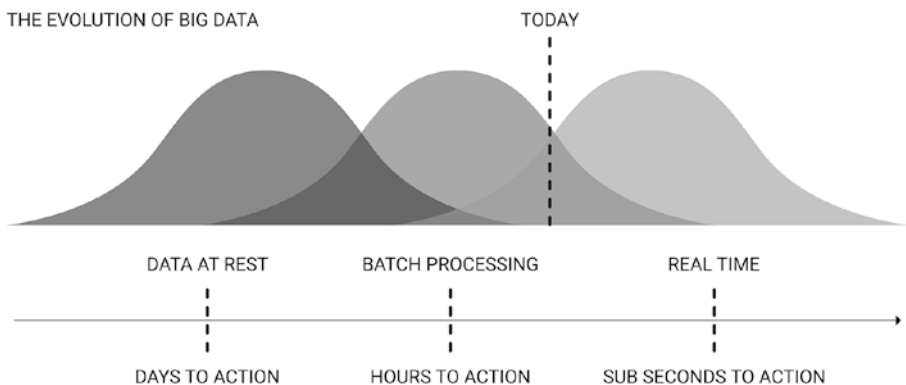 THE EVOLUTION OF BIG DATA
TODAY
DATA AT REST
BATCH PROCESSING
REAL TIME
DAYS TO ACTION
HOURS TO ACTION
SUB SECONDS TO ACTION